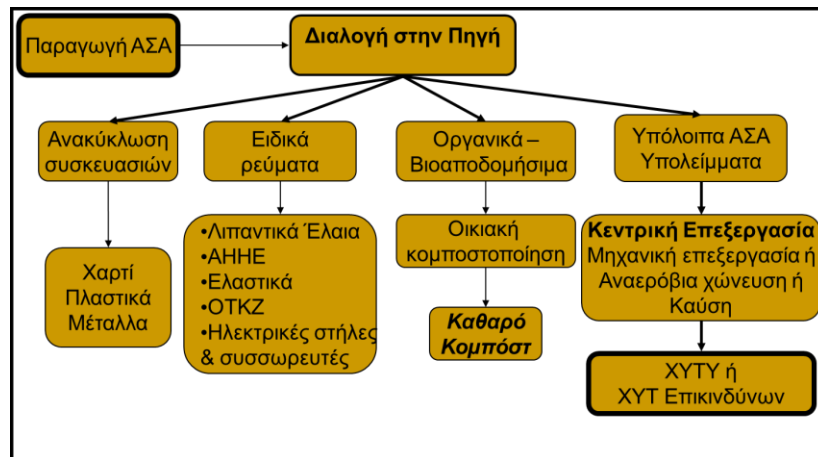 Παραγωγή ΑΣΑ
Διαλογή στην Πηγή
Ανακύκλωση
συσκευασιών
Χαρτί
Πλαστικά
Μέταλλα
Ειδικά
ρεύματα
•Λιπαντικά Έλαια
•ΑΗΗΕ
•Ελαστικά
•ΟΤΚΖ
•Ηλεκτρικές στήλες
& συσσωρευτές
Οργανικά –
Βιοαποδομήσιμα
Οικιακή
κομποστοποίηση
Καθαρό
Κομπόστ
Υπόλοιπα ΑΣΑ
Υπολείμματα
Κεντρική Επεξεργασία
Μηχανική επεξεργασία ή
Αναερόβια χώνευση ή
Καύση
ΧΥΤΥ ή
ΧΥΤ Επικινδύνων